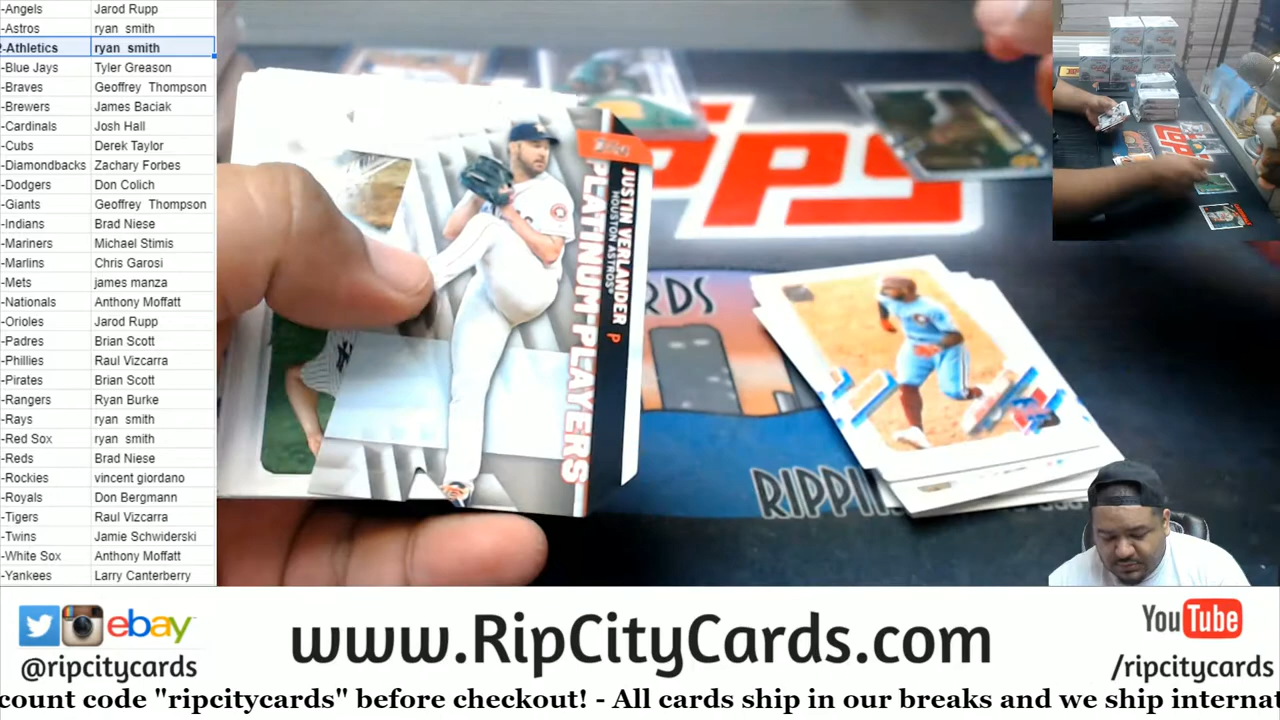 -Angels Jarod Rupp
-Astros ryan smith
-Athletics ryan smith
-Blue Jays Tyler Greason
-Braves Geoffrey Thompson
-Brewers James Baciak
-Cardinals Josh Hall
-Cubs Derek Taylor
-Diamondbacks Zachary Forbes
-Dodgers Don Colich
-Giants Geoffrey Thompson
-Indians Brad Niese
-Mariners Michael Stimis
-Marlins Chris Garosi
-Mets james manza
-Nationals Anthony Moffatt
-Orioles Jarod Rupp
-Padres Brian Scott
-Phillies Raul Vizcarra
-Pirates Brian Scott
-Rangers Ryan Burke
-Rays ryan smith
-Red Sox ryan smith
-Reds Brad Niese
-Rockies vincent giordano
-Royals Don Bergmann
-Tigers Raul Vizcarra
-Twins Jamie Schwiderski
-White Sox Anthony Moffatt
-Yankees Larry Canterbery
JUSTIN VERLANDER P
HOUSTON ASTROS®
PLATINUM-PLAYERS
PPS
RDS
RIPPI
ebay
@ripcitycards
www.RipCityCards.com
YouTube
/ripcitycards
count code "ripcitycards" before checkout! - All cards ship in our breaks and we ship internat